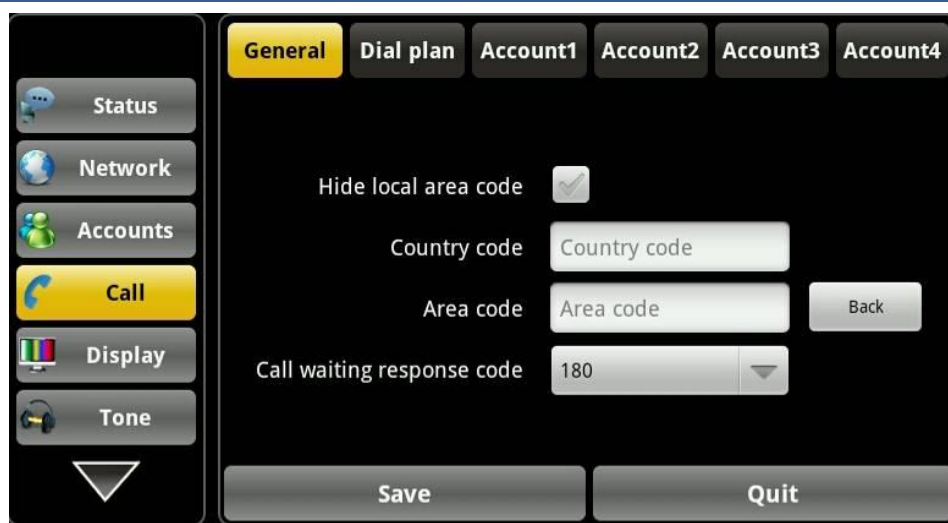 General Dial plan Account1 Account2 Account3 Account4
Status
Network
Accounts
Call
Display
Tone
Hide local area code
Country code Country code
Area code Area code Back
Call waiting response code 180
Save Quit